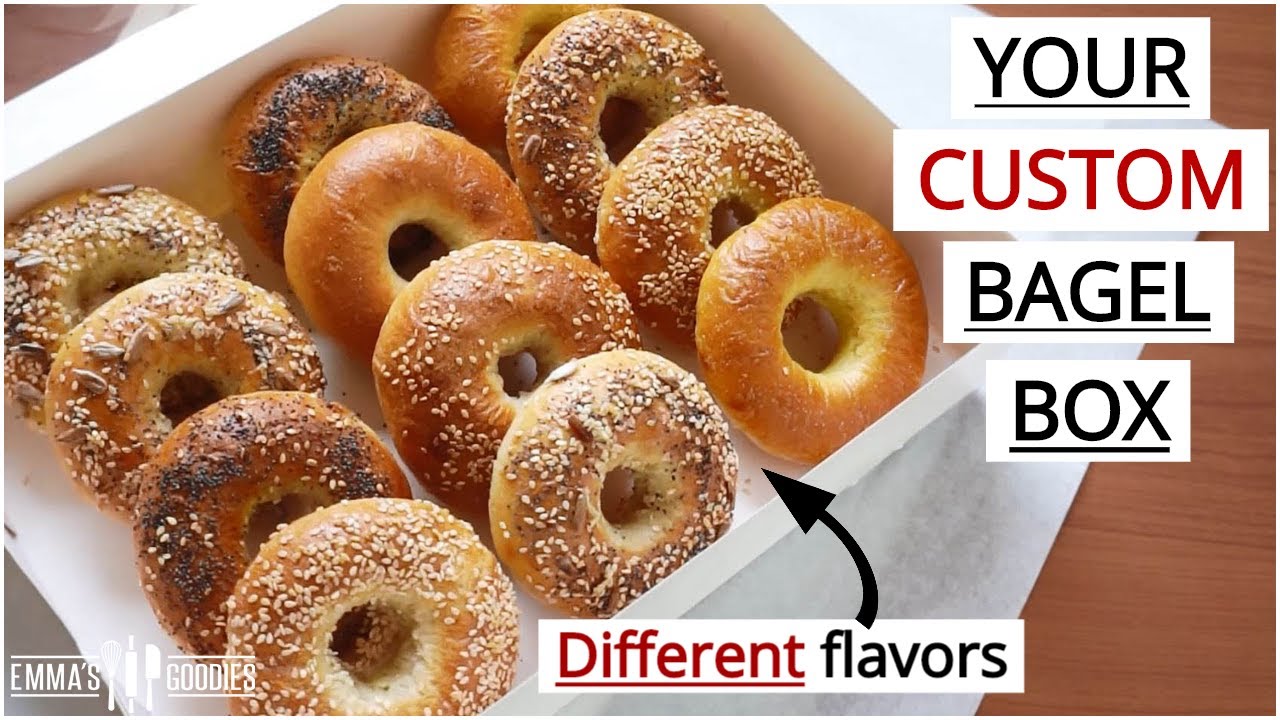 YOUR
CUSTOM
BAGEL
BOX
Different flavors
EMMA'S GOODIES